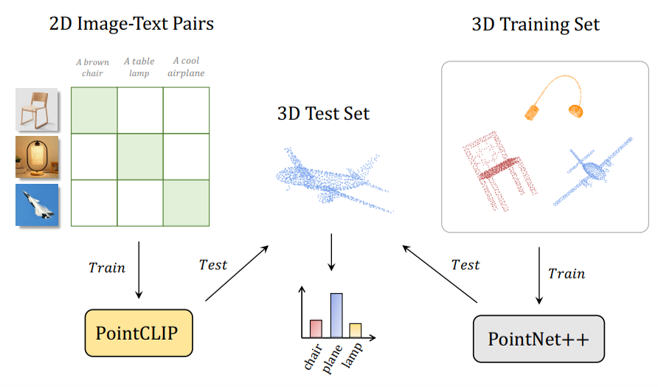 2D Image-Text Pairs
A brown
chair
A table
lamp
A cool
airplane
3D Test Set
3D Training Set
Train
Test
Test
Train
PointCLIP
chair
plane
lamp
PointNet++